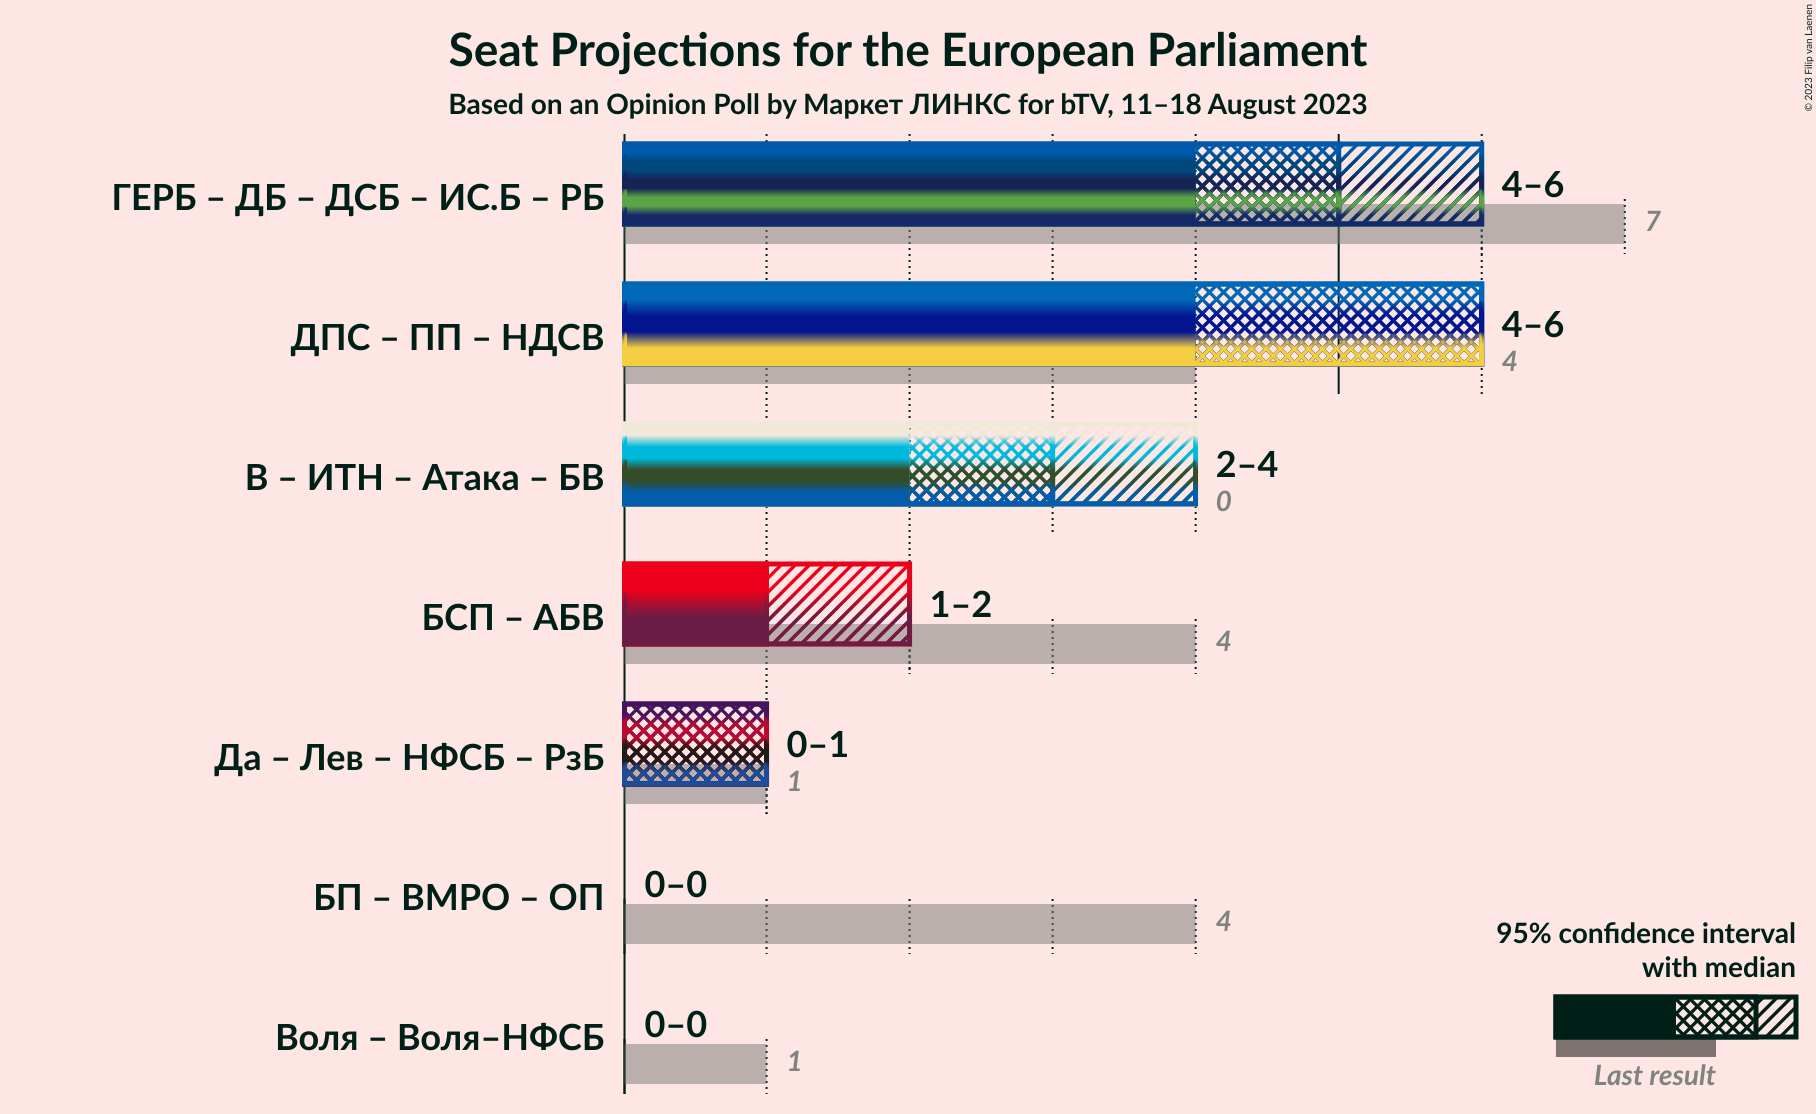 Seat Projections for the European Parliament
Based on an Opinion Poll by Маркет ЛИНКС for bTV, 11–18 August 2023
© 2023 Filip van Laenen
ГЕРБ – ДБ – ДСБ – ИС.Б – РБ
4–6
7
ДПС – ПП – НДСВ
4–6
4
В – ИТН – Атака – БВ
2–4
0
БСП – АБВ
1–2
4
Да – Лев – НФСБ – РзБ
0–1
1
БП – ВМРО – ОП
0–0
4
Воля – Воля–НФСБ
0–0
1
95% confidence interval
with median
Last result